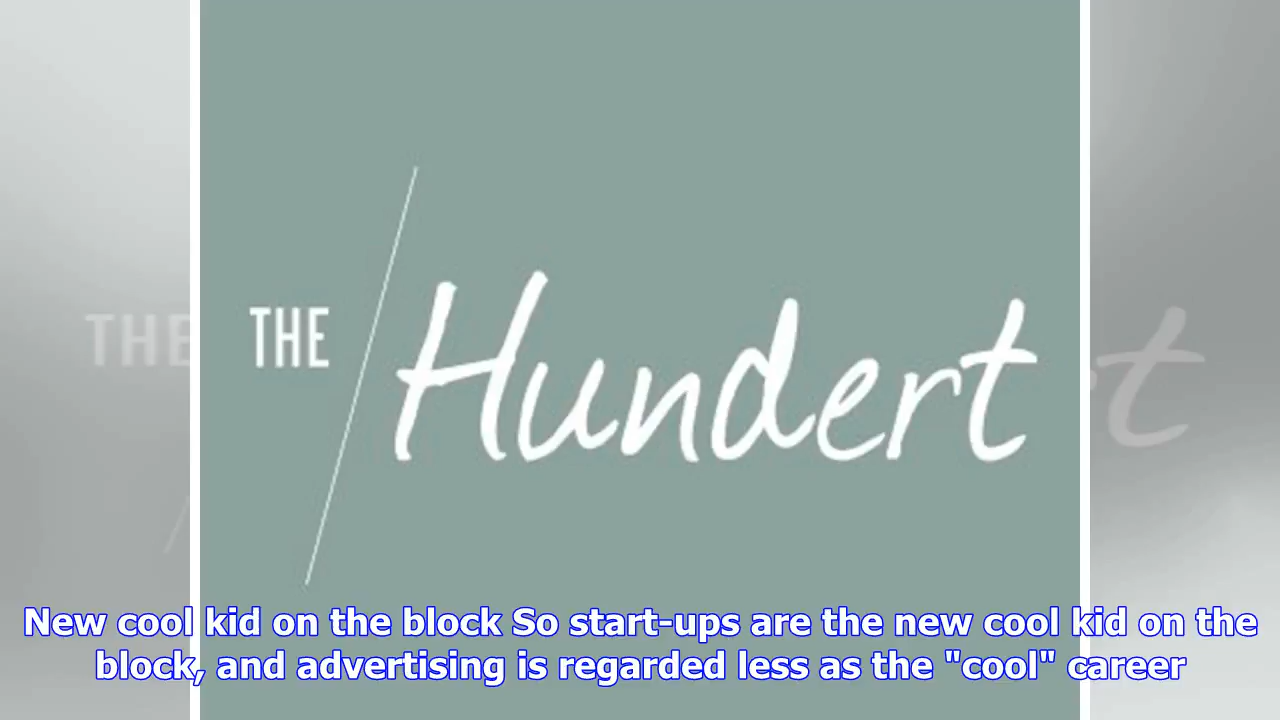 THE Hundert
New cool kid on the block So start-ups are the new cool kid on the
block, and advertising is regarded less as the "cool" career